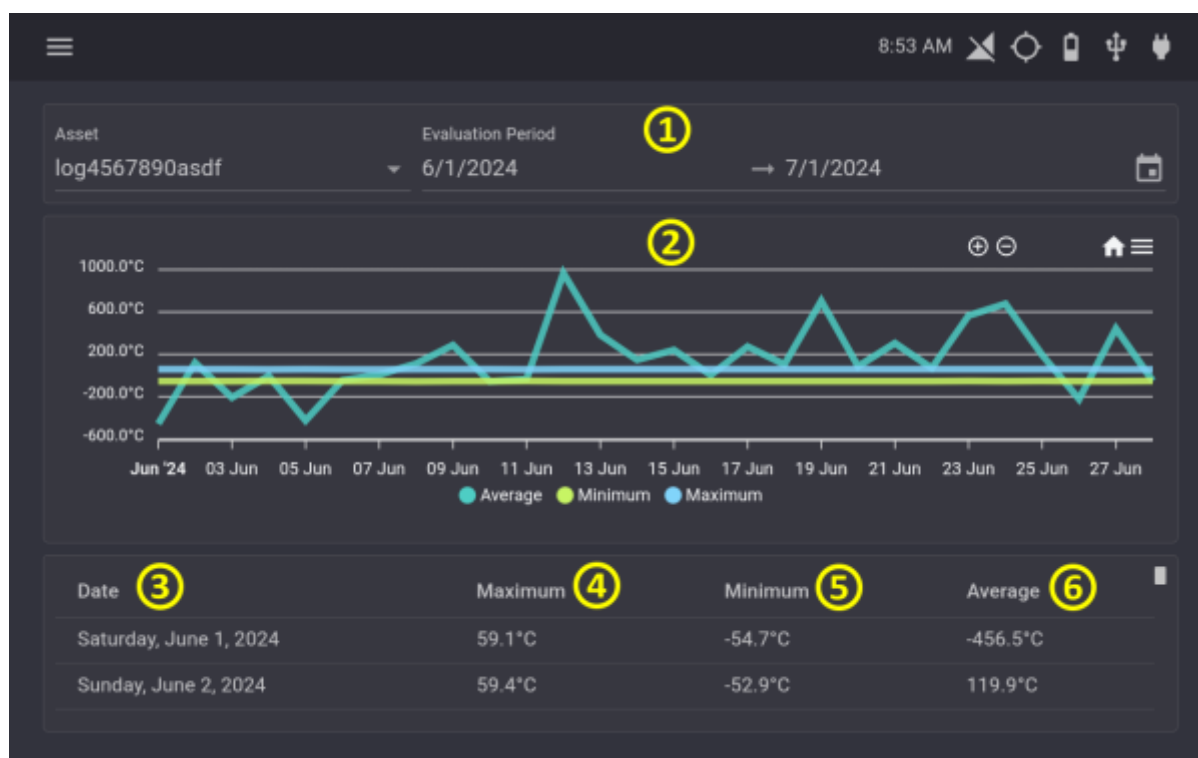 8:53 AM
1
Asset Evaluation Period
log4567890asdf 6/1/2024 → 7/1/2024
2
1000.0°C
600.0°C
200.0°C
-200.0°C
-600.0°C
Jun '24 03 Jun 05 Jun 07 Jun 09 Jun 11 Jun 13 Jun 15 Jun 17 Jun 19 Jun 21 Jun 23 Jun 25 Jun 27 Jun
Average Minimum Maximum
Date 3 Maximum 4 Minimum 5 Average 6
Saturday, June 1, 2024 59.1°C -54.7°C -456.5°C
Sunday, June 2, 2024 59.4°C -52.9°C 119.9°C